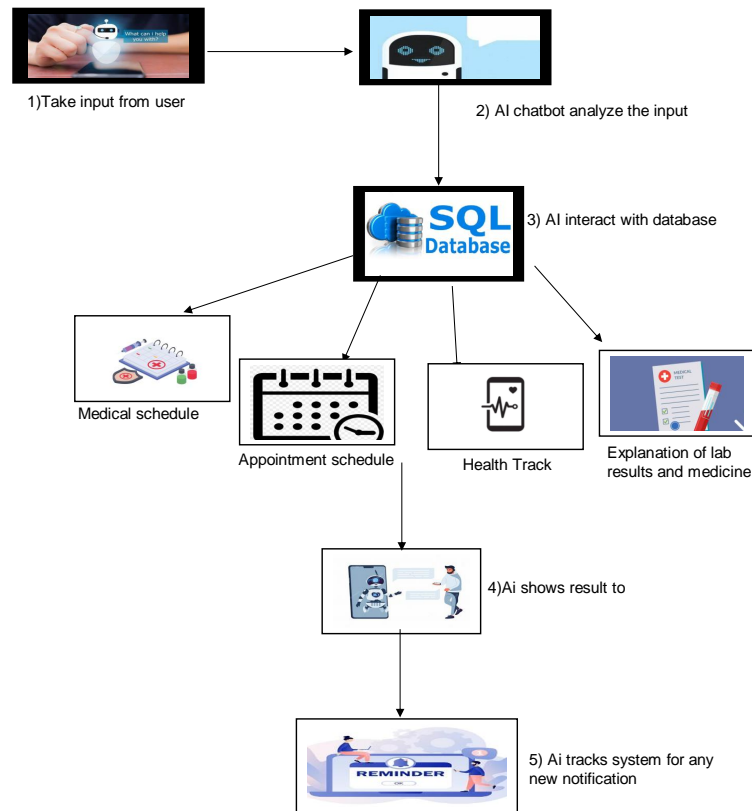 What can i help
you with?
1)Take input from user
2) AI chatbot analyze the input
SQL
Database
3) AI interact with database
Medical schedule
Appointment schedule
Health Track
MEDICAL
TEST
Explanation of lab
results and medicine
4)Ai shows result to
REMINDER
OK
5) Ai tracks system for any
new notification